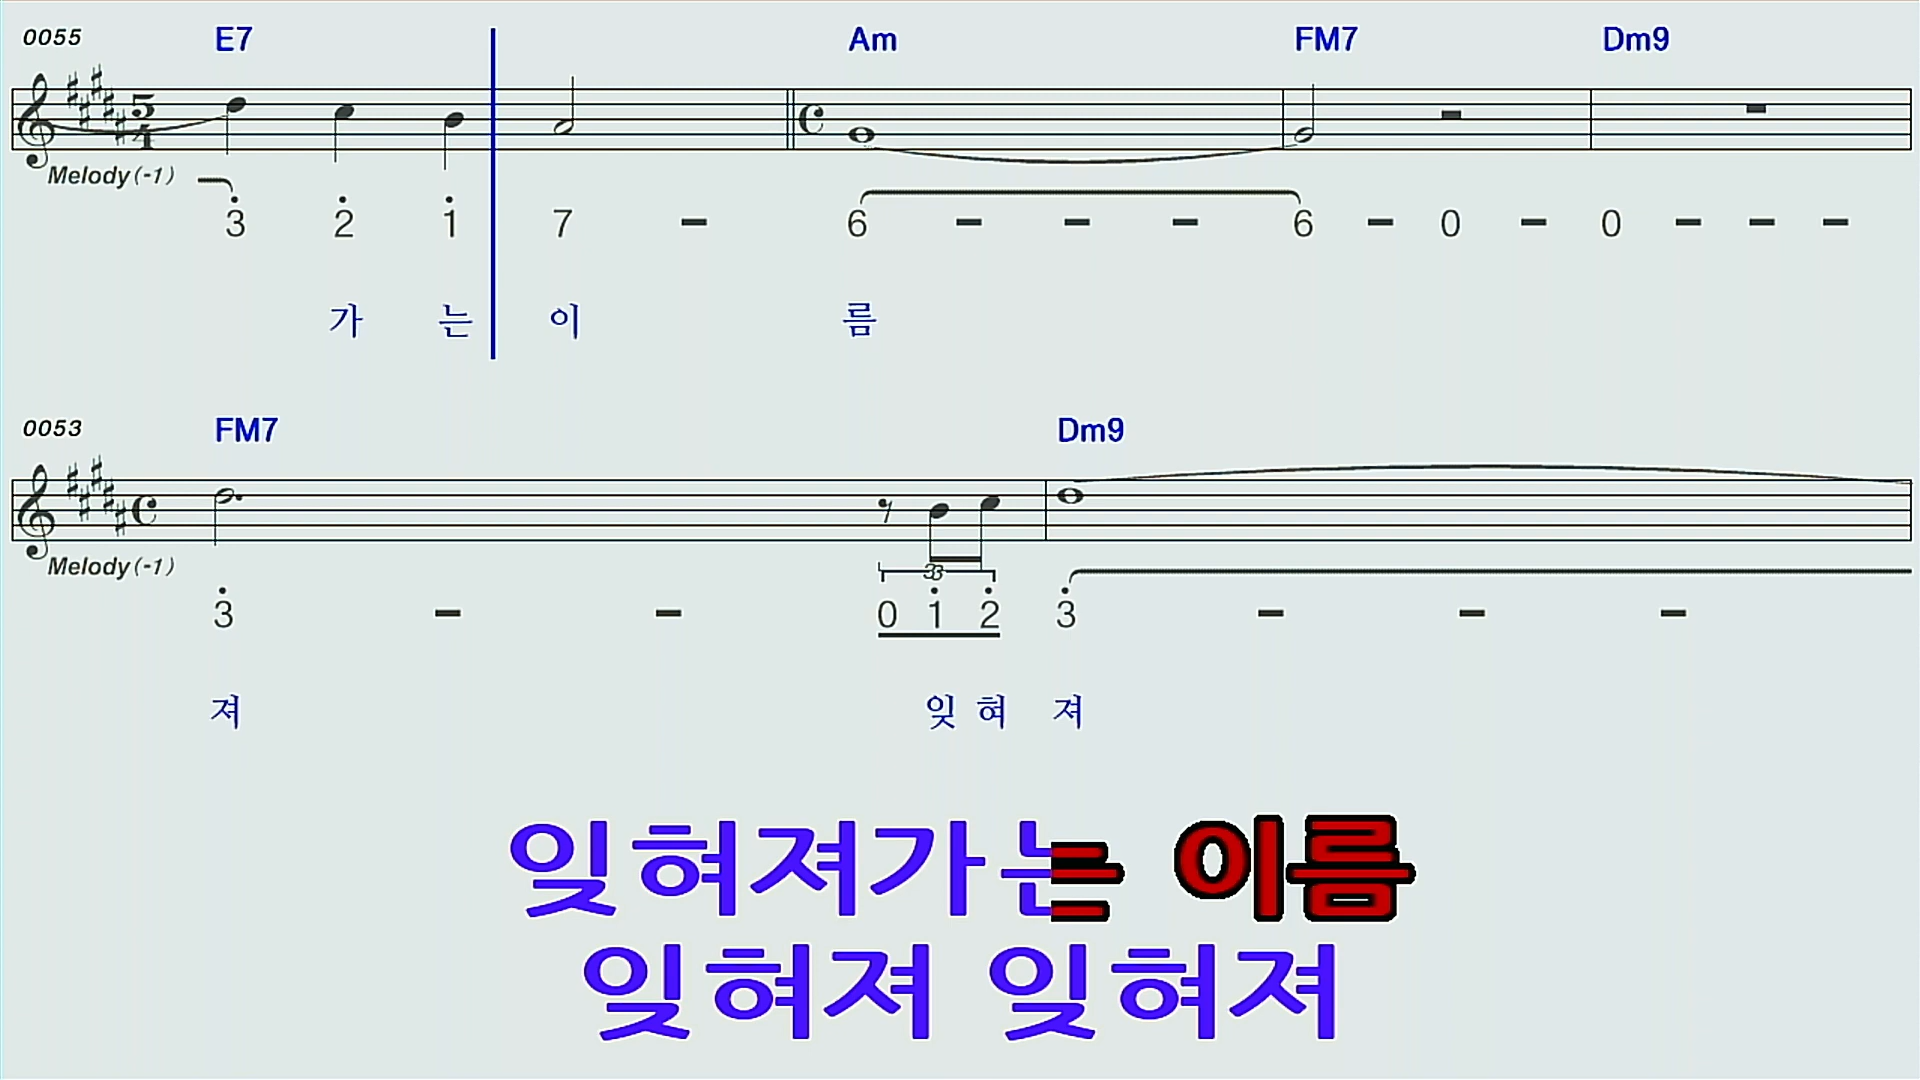 0055 E7 Am FM7 Dm9
5
4
Melody(-1)
3 2 1 7 - 6 - - - 6 - 0 - 0 - - -
가 는 이 름
0053 FM7 Dm9
Melody(-1)
3
3 - - 0 1 2 3 - - -
져 잊 혀 져
잊혀져가는 이름
잊혀져 잊혀져